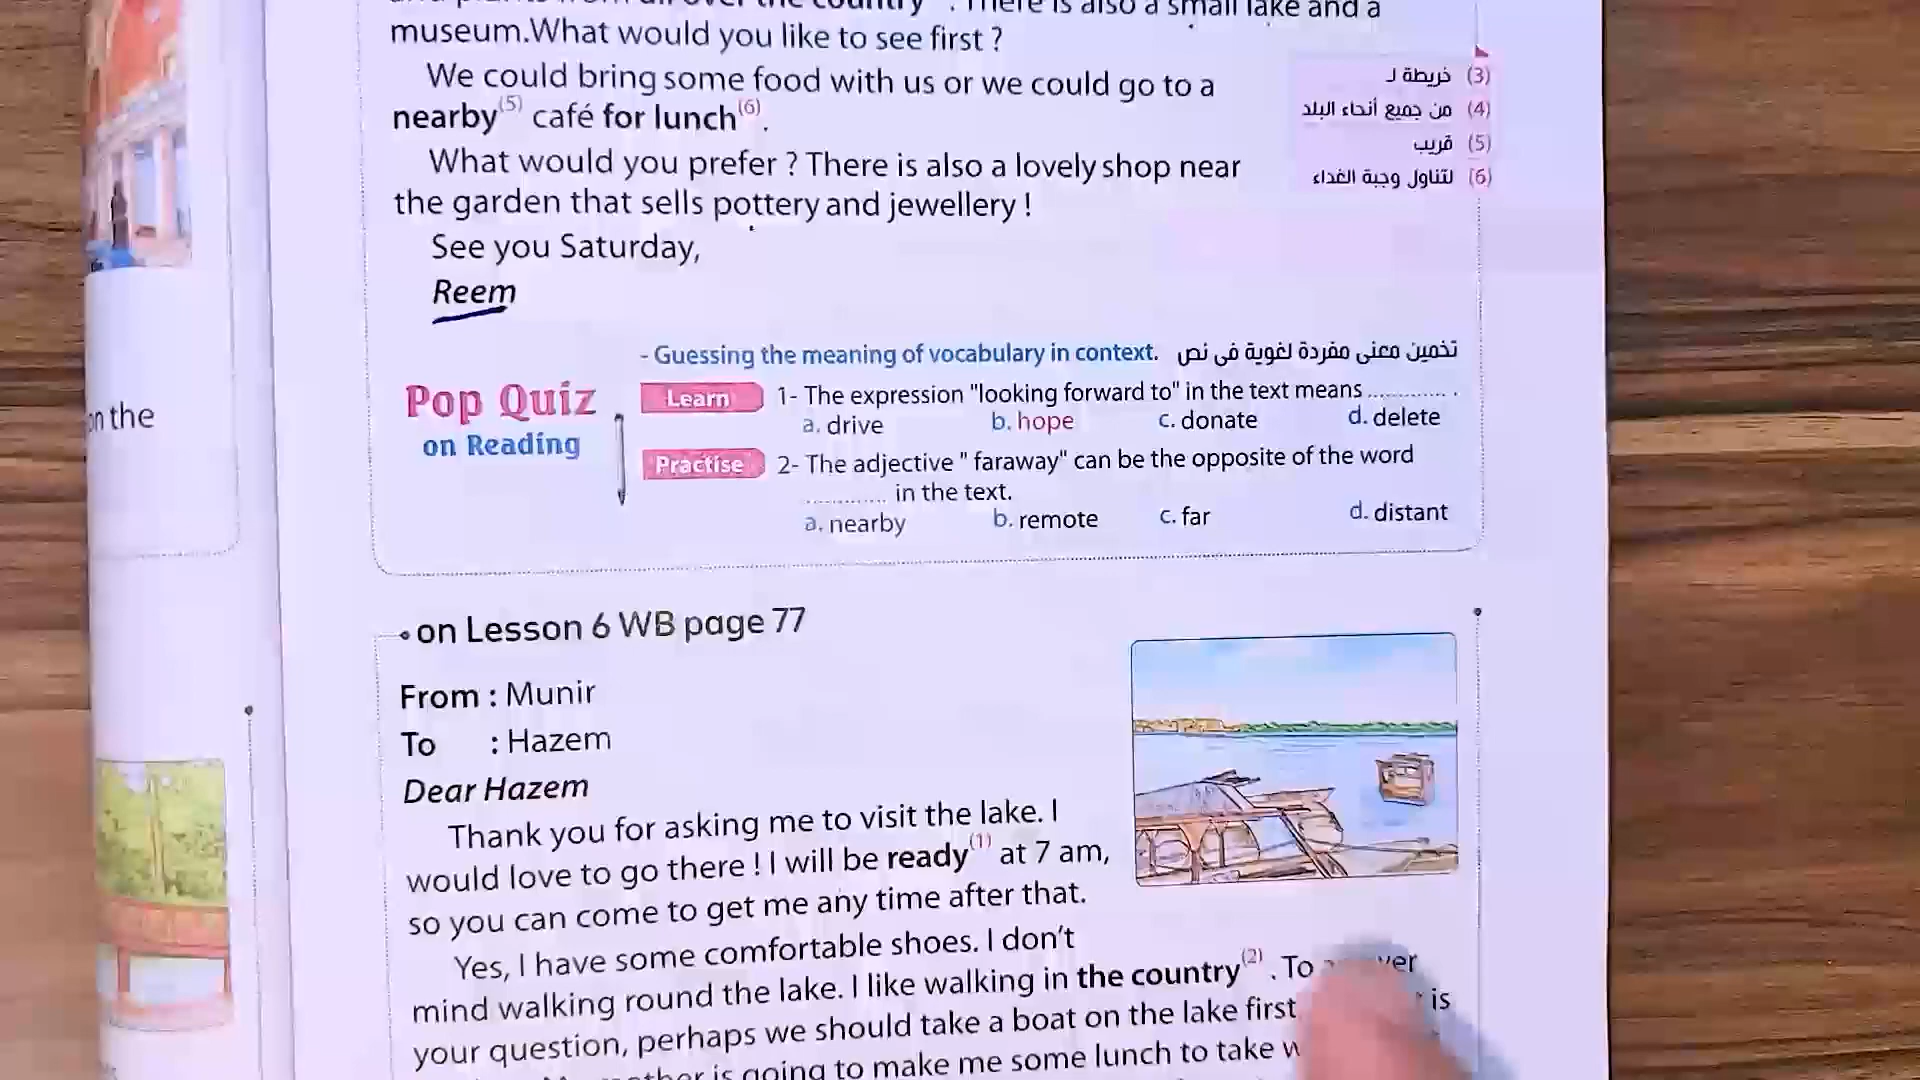 the country". There is also a small lake and a
museum.What would you like to see first ?
We could bring some food with us or we could go to a
nearby(5) café for lunch(6).
What would you prefer ? There is also a lovely shop near
the garden that sells pottery and jewellery !
See you Saturday,
Reem
(3) خريطة لـ
(4) من جميع أنحاء البلد
(5) قريب
(6) لتناول وجبة الغداء
- Guessing the meaning of vocabulary in context. تخمين معنى مفردة لغوية فى نص
Pop Quiz
on Reading
Learn 1- The expression "looking forward to" in the text means ............. .
a. drive b. hope c. donate d. delete
Practise 2- The adjective " faraway" can be the opposite of the word
............. in the text.
a. nearby b. remote c. far d. distant
on the
• on Lesson 6 WB page 77
From : Munir
To : Hazem
Dear Hazem
Thank you for asking me to visit the lake. I
would love to go there ! I will be ready(1) at 7 am,
so you can come to get me any time after that.
Yes, I have some comfortable shoes. I don't
mind walking round the lake. I like walking in the country(2). To
your question, perhaps we should take a boat on the lake first is
is going to make me some lunch to take